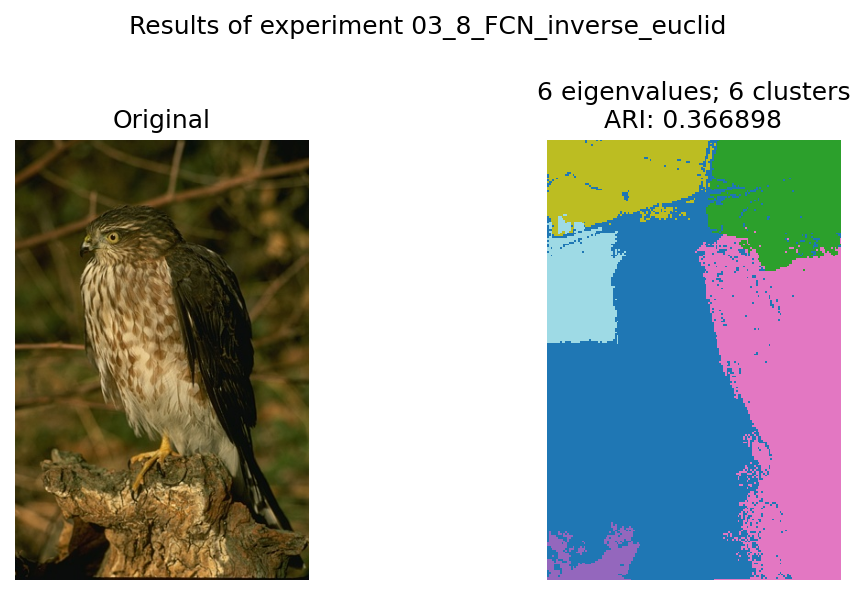 Results of experiment 03_8_FCN_inverse_euclid
Original
6 eigenvalues; 6 clusters
ARI: 0.366898